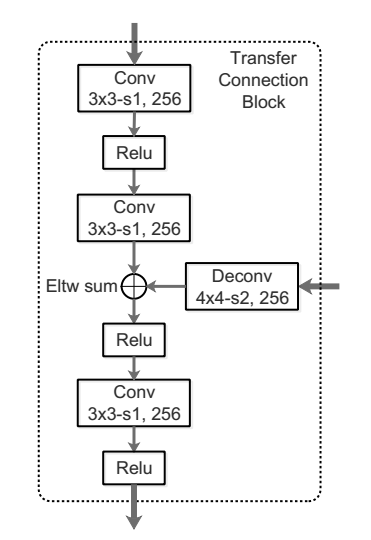 Transfer
Connection
Block
Conv
3x3-s1, 256
Relu
Conv
3x3-s1, 256
Eltw sum
Deconv
4x4-s2, 256
Relu
Conv
3x3-s1, 256
Relu